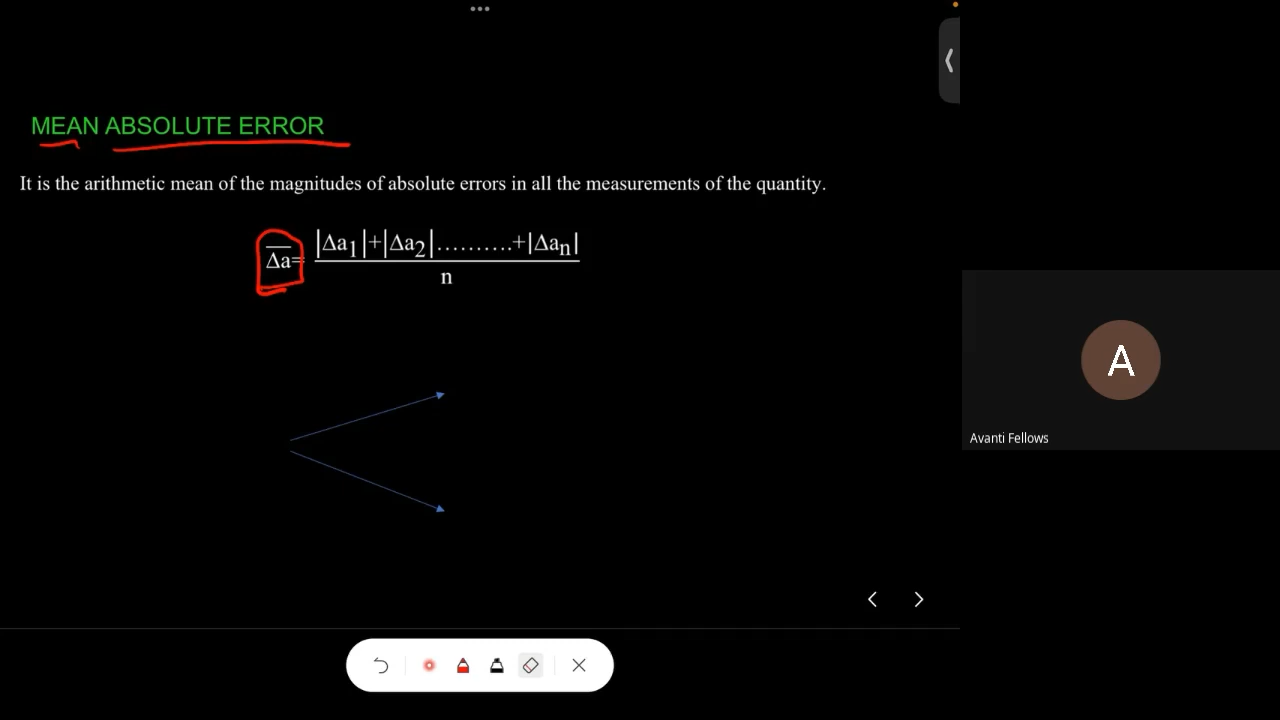 MEAN ABSOLUTE ERROR
It is the arithmetic mean of the magnitudes of absolute errors in all the measurements of the quantity.
Δa̅= |Δa₁|+|Δa₂|..........+|Δaₙ|
n
A
Avanti Fellows